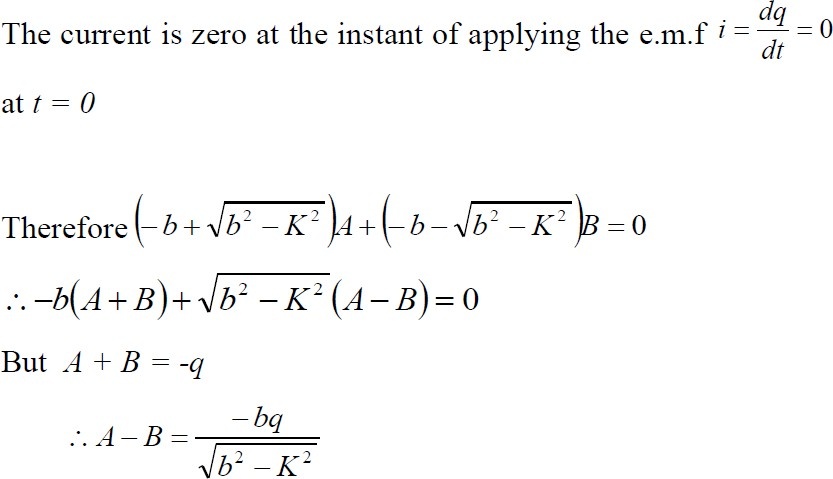 The current is zero at the instant of applying the e.m.f i = dq/dt = 0
at t = 0
Therefore (-b + √(b² - K²))A + (-b - √(b² - K²))B = 0
∴ -b(A + B) + √(b² - K²) (A - B) = 0
But A + B = -q
∴ A - B = -bq/√(b² - K²)